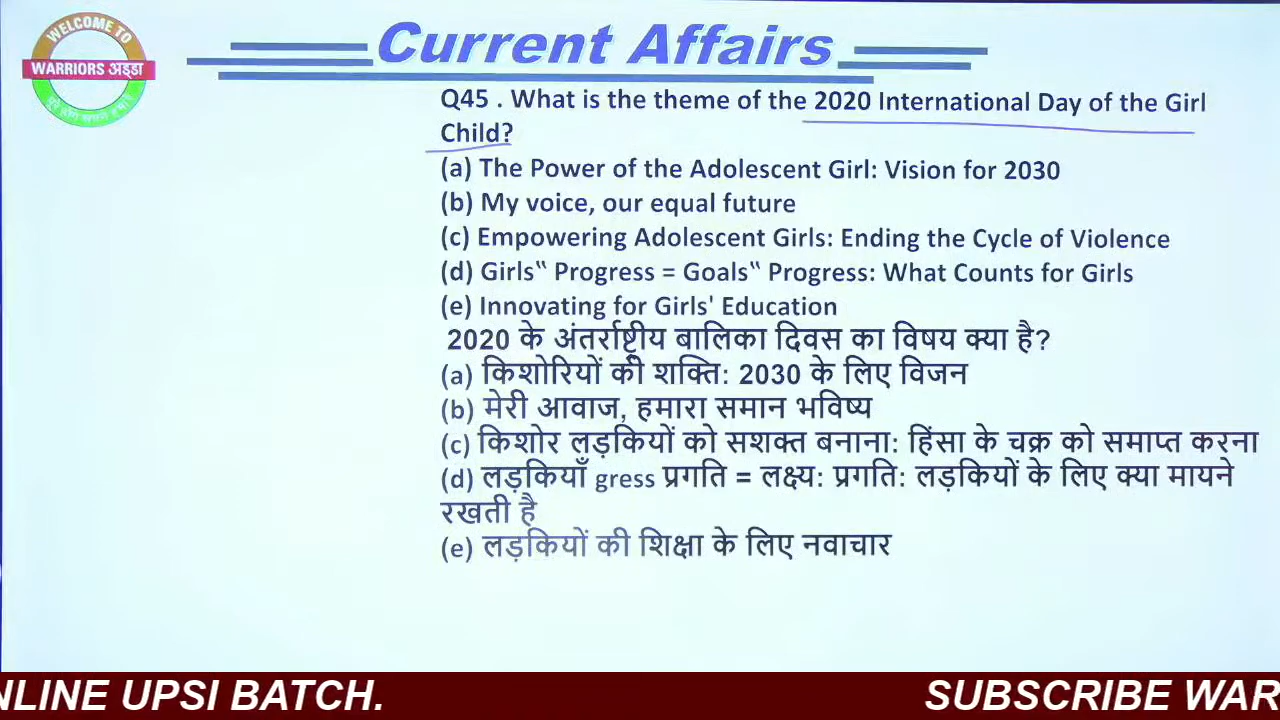 WELCOME TO
WARRIORS अड्डा
Current Affairs
Q45 . What is the theme of the 2020 International Day of the Girl
Child?
(a) The Power of the Adolescent Girl: Vision for 2030
(b) My voice, our equal future
(c) Empowering Adolescent Girls: Ending the Cycle of Violence
(d) Girls‟ Progress = Goals‟ Progress: What Counts for Girls
(e) Innovating for Girls' Education
2020 के अंतर्राष्ट्रीय बालिका दिवस का विषय क्या है?
(a) किशोरियों की शक्ति: 2030 के लिए विजन
(b) मेरी आवाज, हमारा समान भविष्य
(c) किशोर लड़कियों को सशक्त बनाना: हिंसा के चक्र को समाप्त करना
(d) लड़कियाँ gress प्रगति = लक्ष्य: प्रगति: लड़कियों के लिए क्या मायने
रखती है
(e) लड़कियों की शिक्षा के लिए नवाचार
NLINE UPSI BATCH. SUBSCRIBE WAR